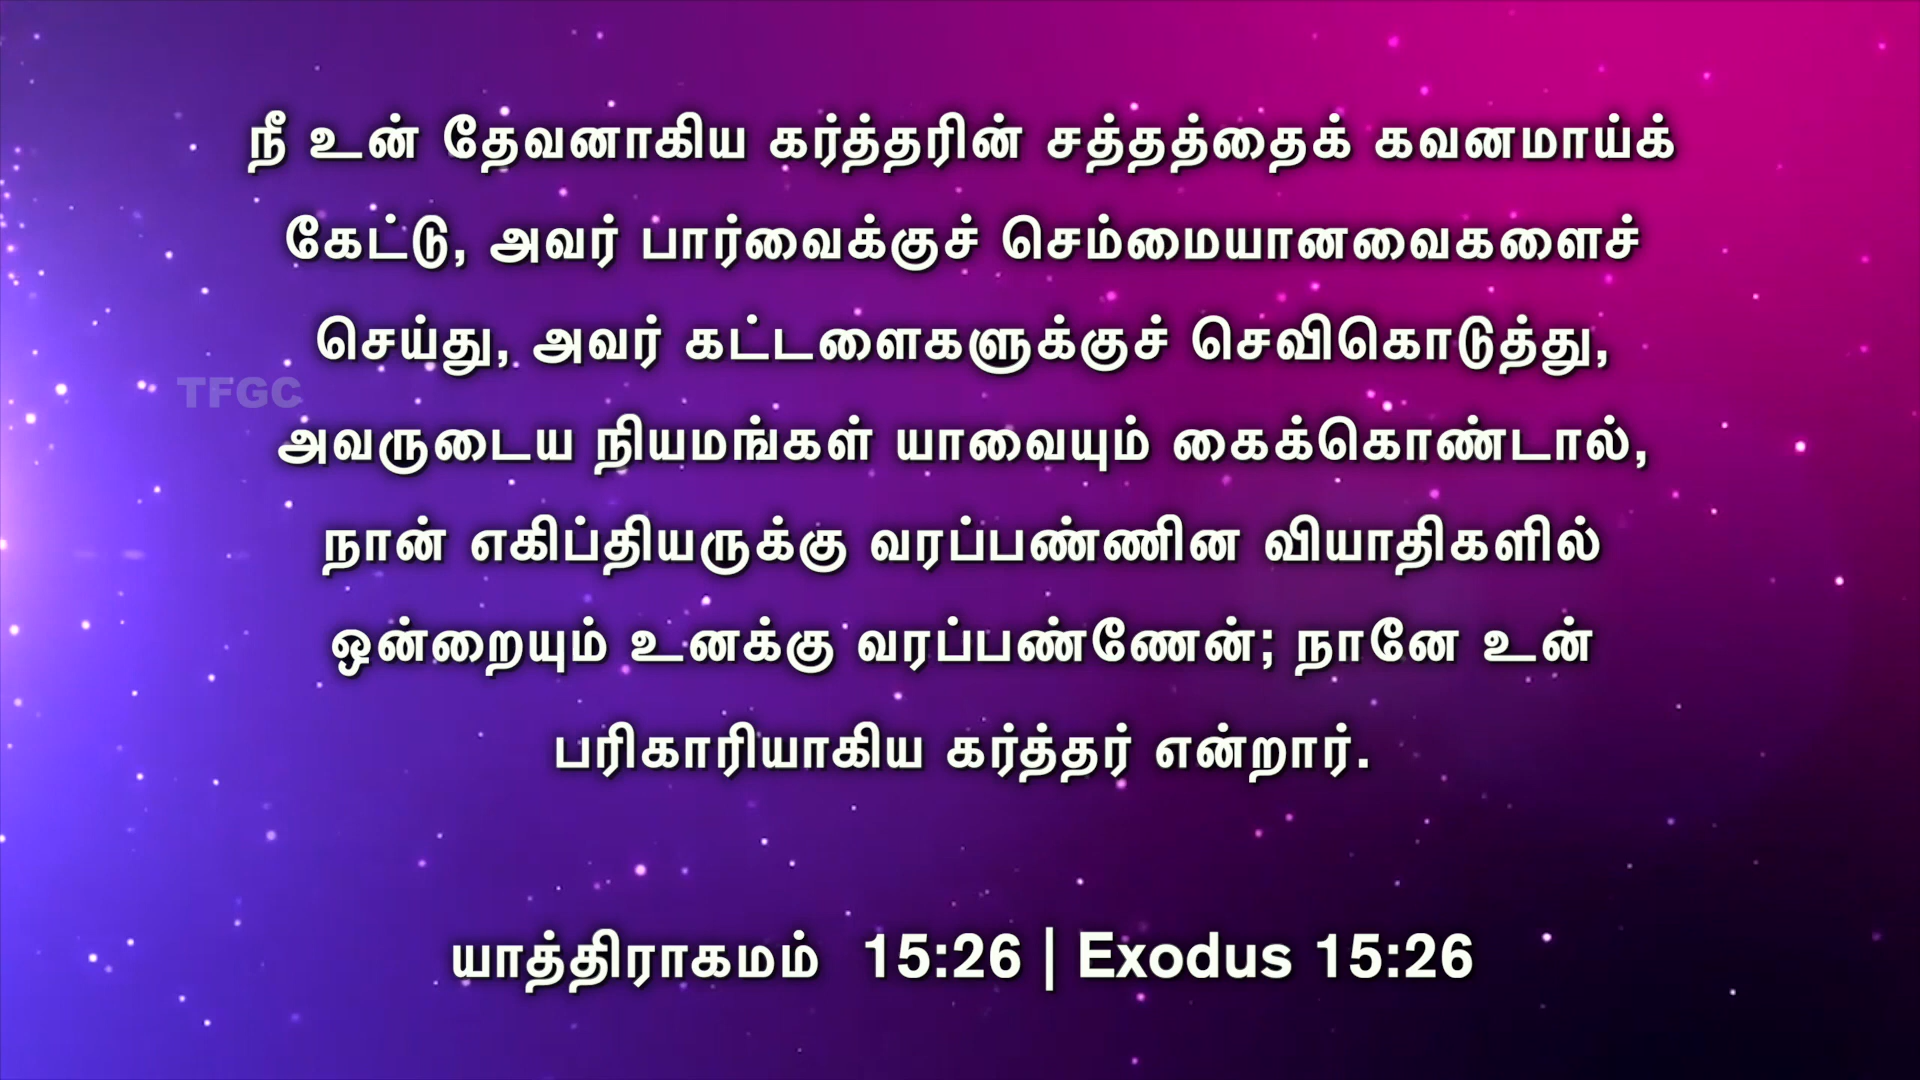 நீ உன் தேவனாகிய கர்த்தரின் சத்தத்தைக் கவனமாய்க்
கேட்டு, அவர் பார்வைக்குச் செம்மையானவைகளைச்
செய்து, அவர் கட்டளைகளுக்குச் செவிகொடுத்து,
TFGC
அவருடைய நியமங்கள் யாவையும் கைக்கொண்டால்,
நான் எகிப்தியருக்கு வரப்பண்ணின வியாதிகளில்
ஒன்றையும் உனக்கு வரப்பண்ணேன்; நானே உன்
பரிகாரியாகிய கர்த்தர் என்றார்.
யாத்திராகமம் 15:26 | Exodus 15:26